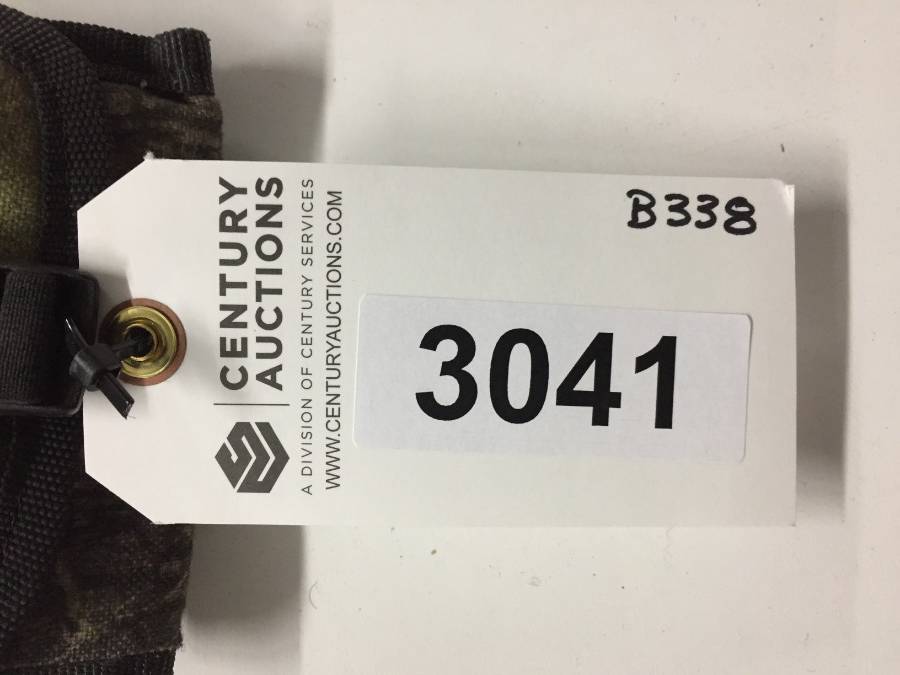 CENTURY
AUCTIONS
A DIVISION OF CENTURY SERVICES
WWW.CENTURYAUCTIONS.COM
B338
3041